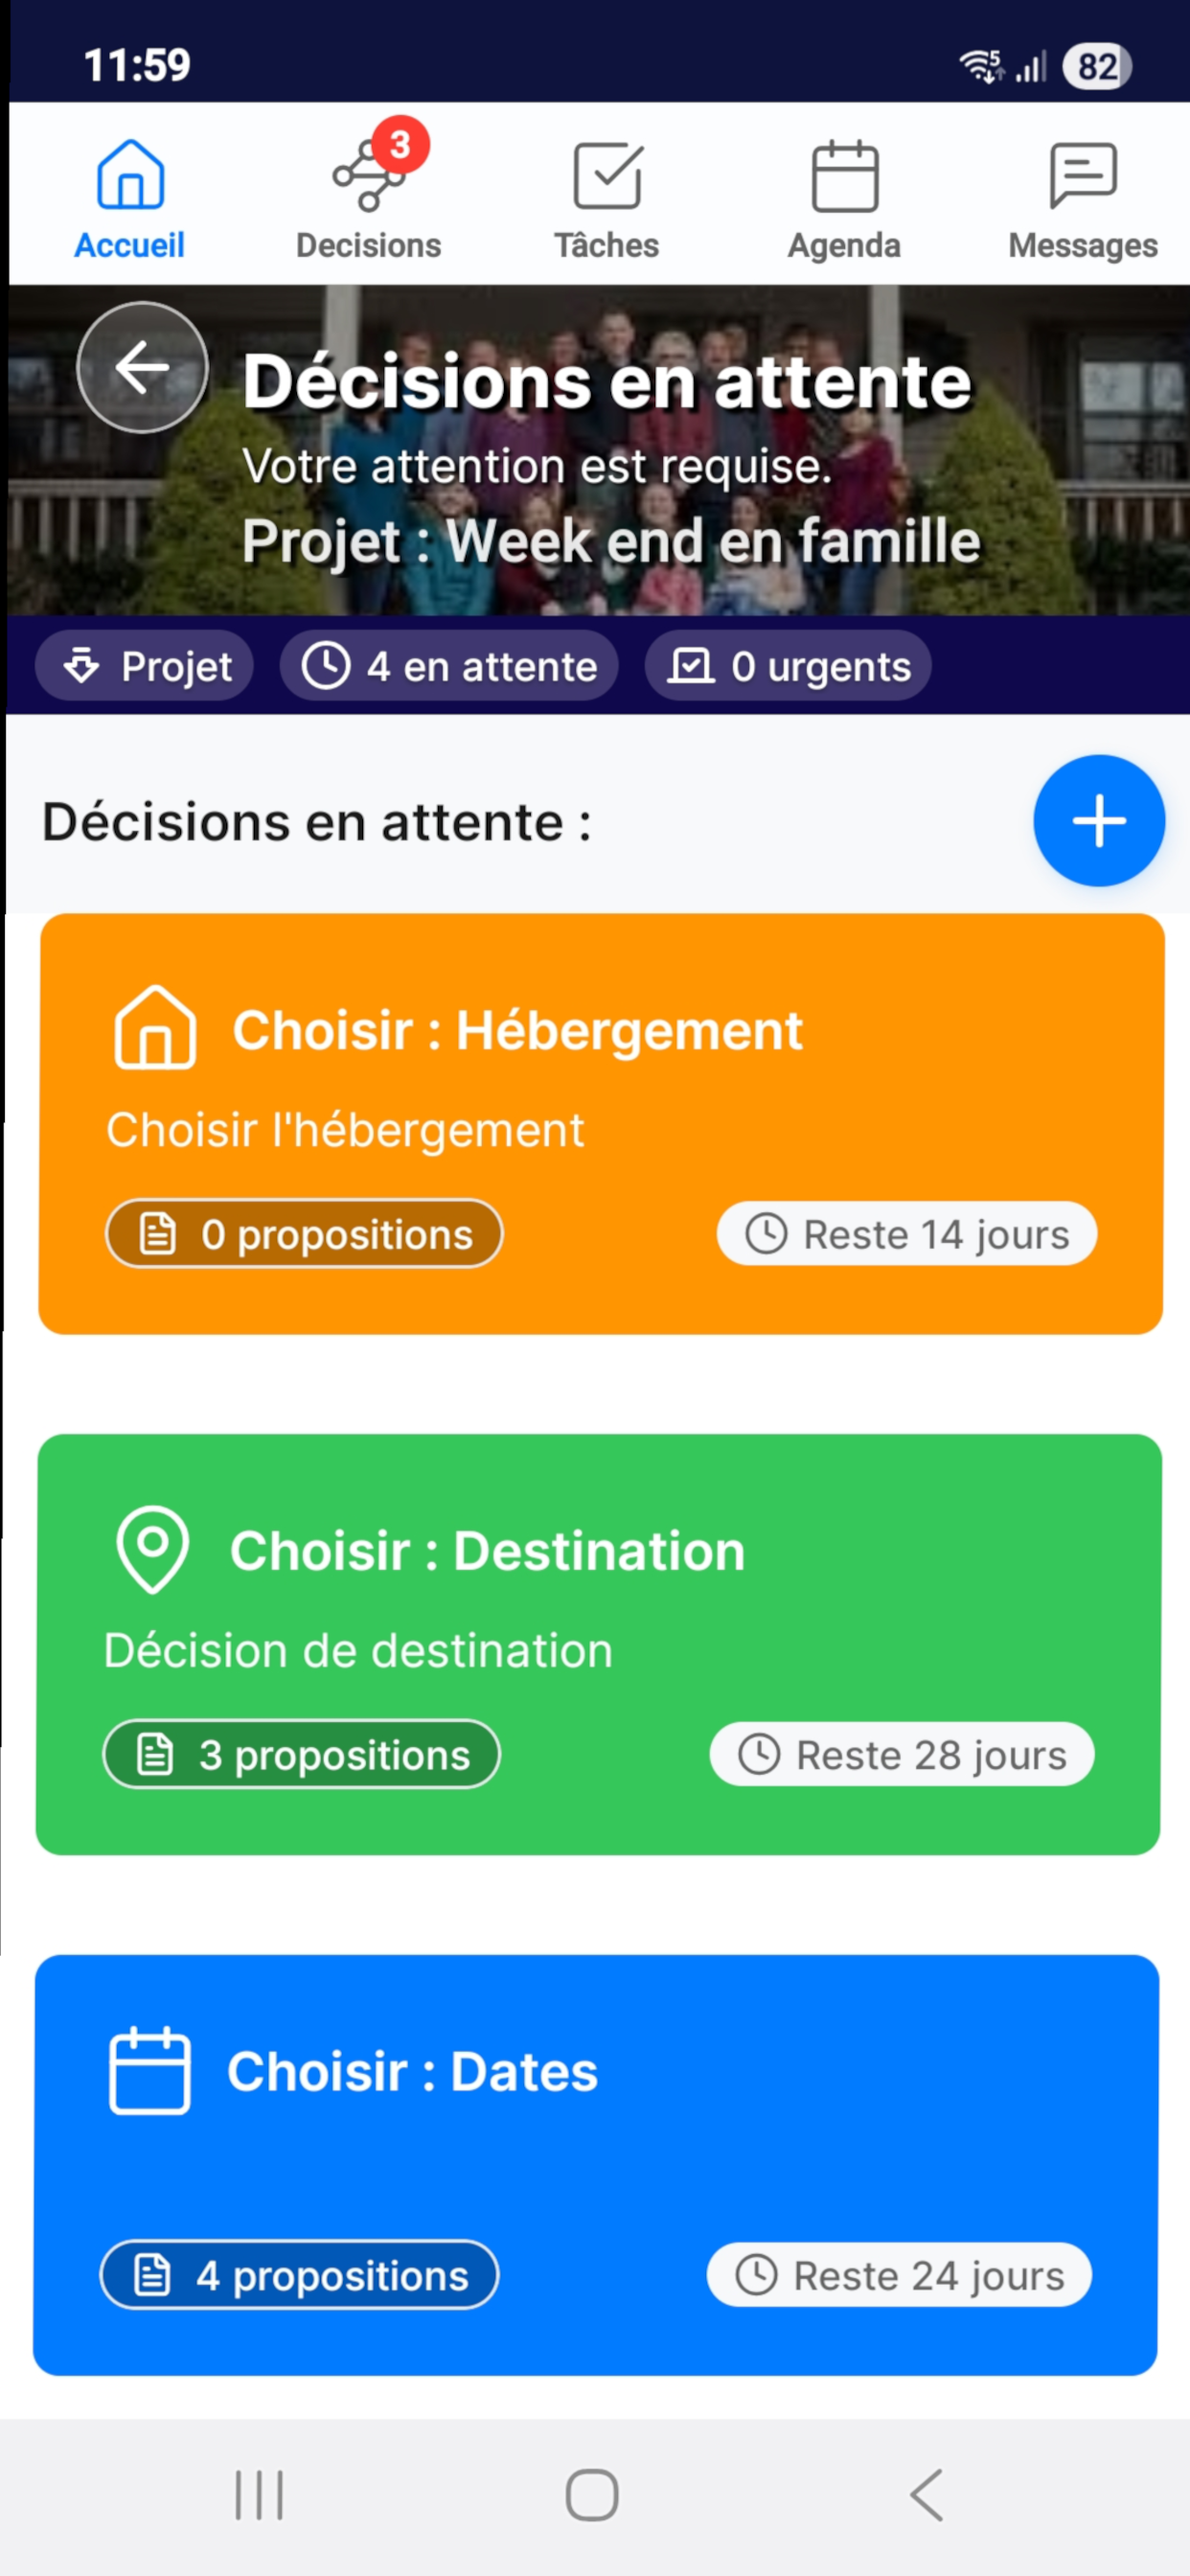 11:59
5
82
3
Accueil
Decisions
Tâches
Agenda
Messages
Décisions en attente
Votre attention est requise.
Projet : Week end en famille
Projet
4 en attente
0 urgents
Décisions en attente :
Choisir : Hébergement
Choisir l'hébergement
0 propositions
Reste 14 jours
Choisir : Destination
Décision de destination
3 propositions
Reste 28 jours
Choisir : Dates
4 propositions
Reste 24 jours